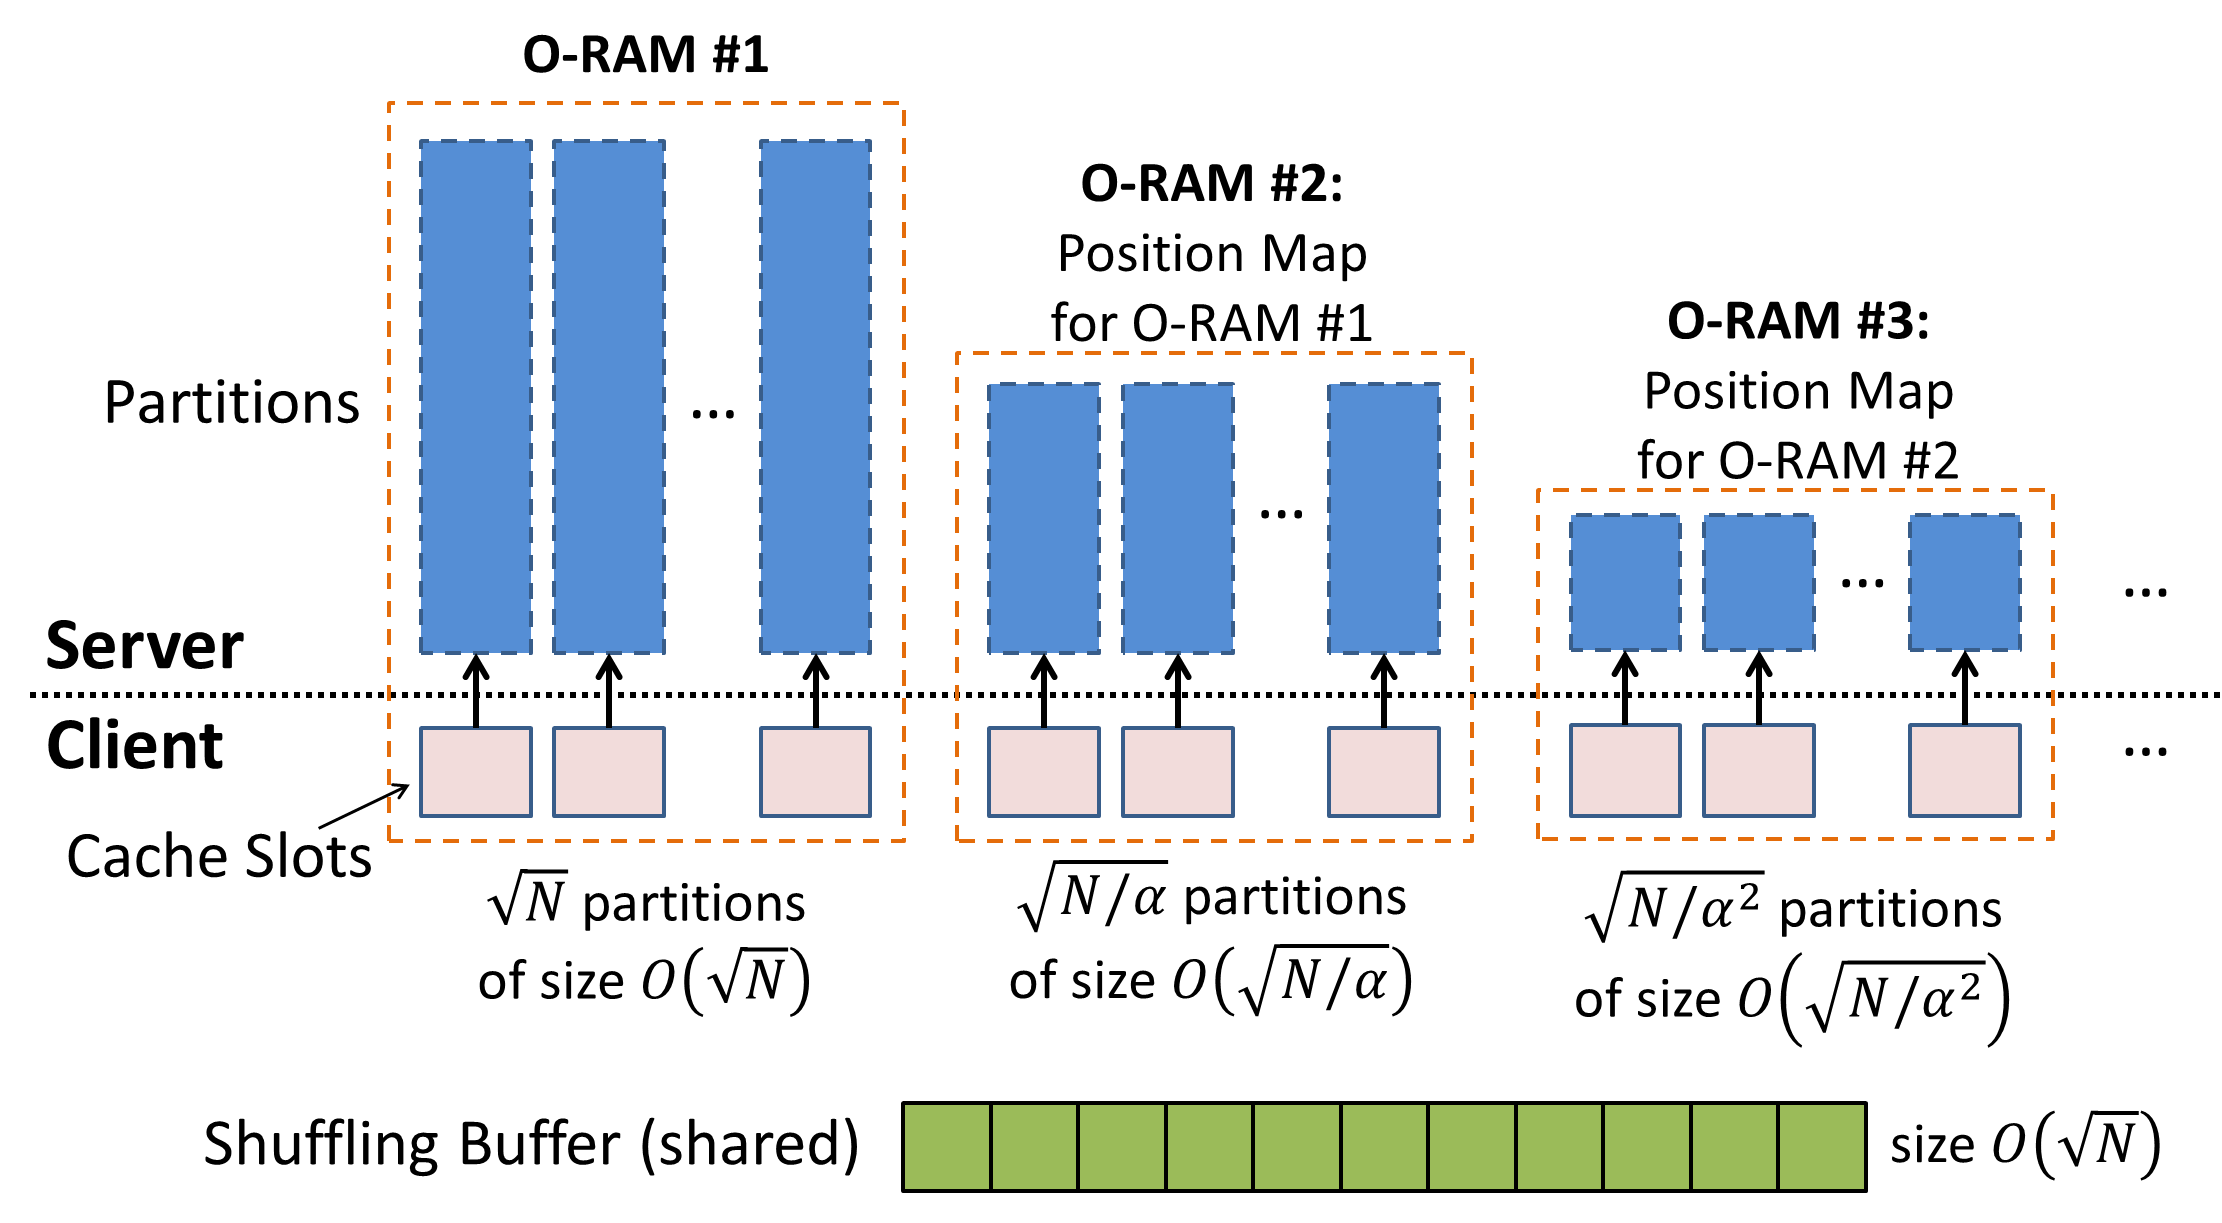 O-RAM #1
O-RAM #2:
Position Map
for O-RAM #1
O-RAM #3:
Position Map
for O-RAM #2
Partitions
...
...
...
...
Server
Client
...
Cache Slots
√N partitions
of size O(√N)
√N/α partitions
of size O(√N/α)
√N/α² partitions
of size O(√N/α²)
Shuffling Buffer (shared)
size O(√N)